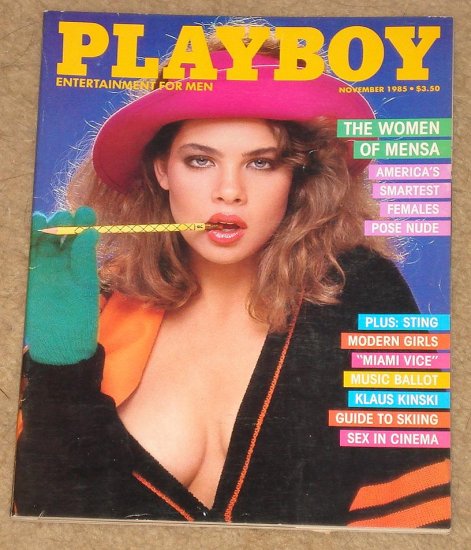 PLAYBOY
ENTERTAINMENT FOR MEN
NOVEMBER 1985 • $3.50
THE WOMEN
OF MENSA
AMERICA'S
SMARTEST
FEMALES
POSE NUDE
PLUS: STING
MODERN GIRLS
"MIAMI VICE"
MUSIC BALLOT
KLAUS KINSKI
GUIDE TO SKIING
SEX IN CINEMA